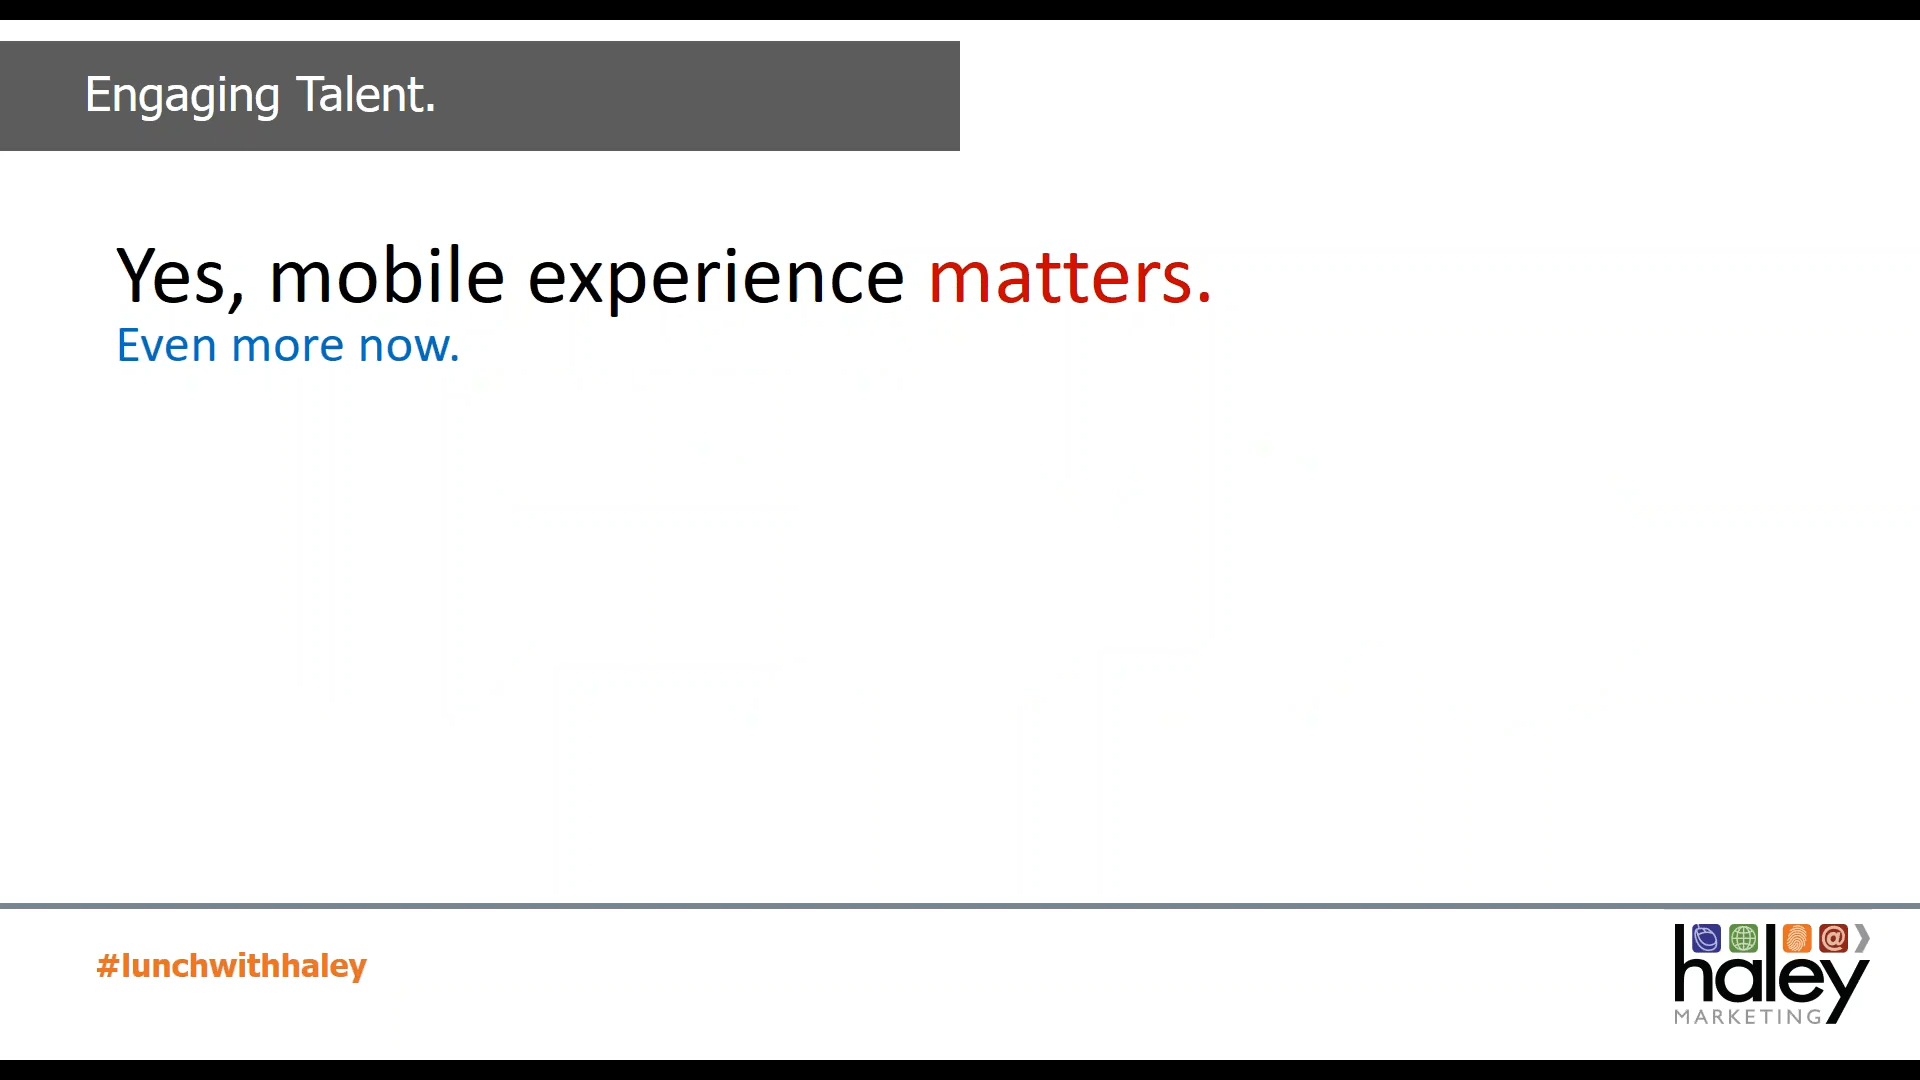 Engaging Talent.
Yes, mobile experience matters.
Even more now.
#lunchwithhaley
haley
MARKETING